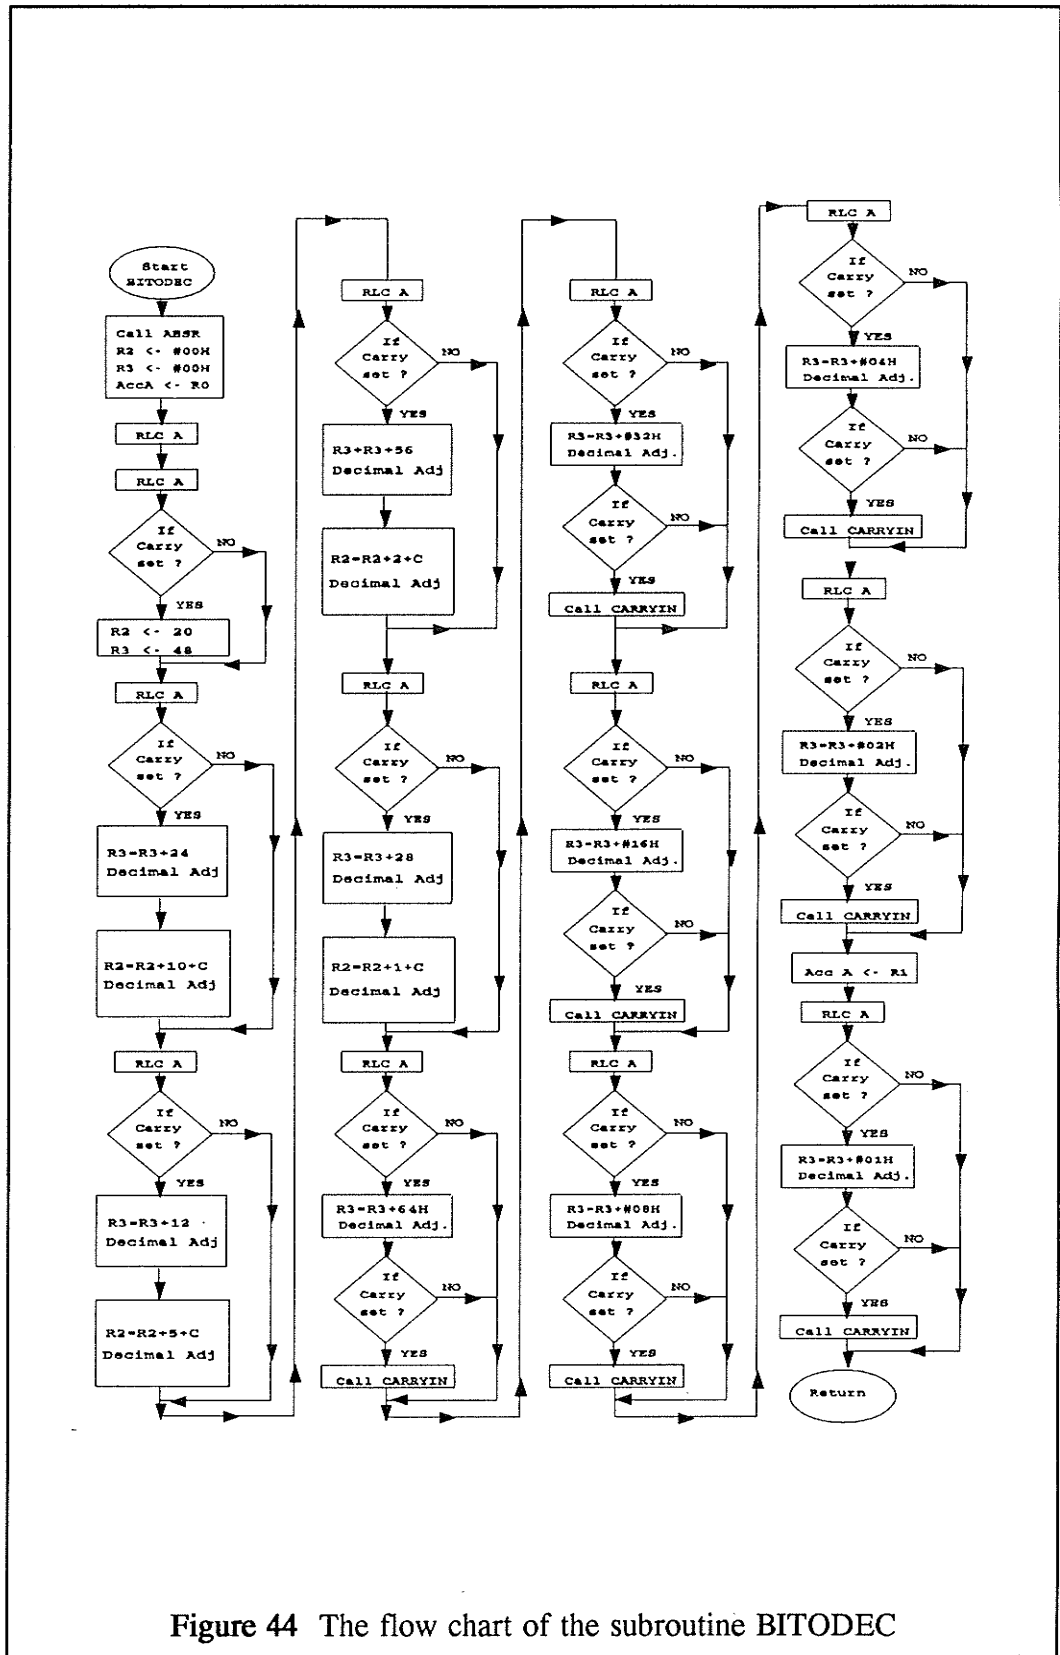 Start
BITODEC
Call ABSR
R2 <- #00H
R3 <- #00H
AccA <- R0
RLC A
RLC A
If
Carry
set ?
NO
YES
R2 <- 20
R3 <- 48
RLC A
If
Carry
set ?
NO
YES
R3=R3+24
Decimal Adj
R2=R2+10+C
Decimal Adj
RLC A
If
Carry
set ?
NO
YES
R3=R3+12
Decimal Adj
R2=R2+5+C
Decimal Adj
RLC A
If
Carry
set ?
NO
YES
R3+R3+56
Decimal Adj
R2=R2+2+C
Decimal Adj
RLC A
If
Carry
set ?
NO
YES
R3=R3+28
Decimal Adj
R2=R2+1+C
Decimal Adj
RLC A
If
Carry
set ?
NO
YES
R3=R3+64H
Decimal Adj.
If
Carry
set ?
NO
YES
Call CARRYIN
RLC A
If
Carry
set ?
NO
YES
R3=R3+#32H
Decimal Adj.
If
Carry
set ?
NO
YES
Call CARRYIN
RLC A
If
Carry
set ?
NO
YES
R3=R3+#16H
Decimal Adj.
If
Carry
set ?
NO
YES
Call CARRYIN
RLC A
If
Carry
set ?
NO
YES
R3=R3+#08H
Decimal Adj.
If
Carry
set ?
NO
YES
Call CARRYIN
RLC A
If
Carry
set ?
NO
YES
R3=R3+#04H
Decimal Adj.
If
Carry
set ?
NO
YES
Call CARRYIN
RLC A
If
Carry
set ?
NO
YES
R3=R3+#02H
Decimal Adj.
If
Carry
set ?
NO
YES
Call CARRYIN
Acc A <- R1
RLC A
If
Carry
set ?
NO
YES
R3=R3+#01H
Decimal Adj.
If
Carry
set ?
NO
YES
Call CARRYIN
Return
Figure 44 The flow chart of the subroutine BITODEC